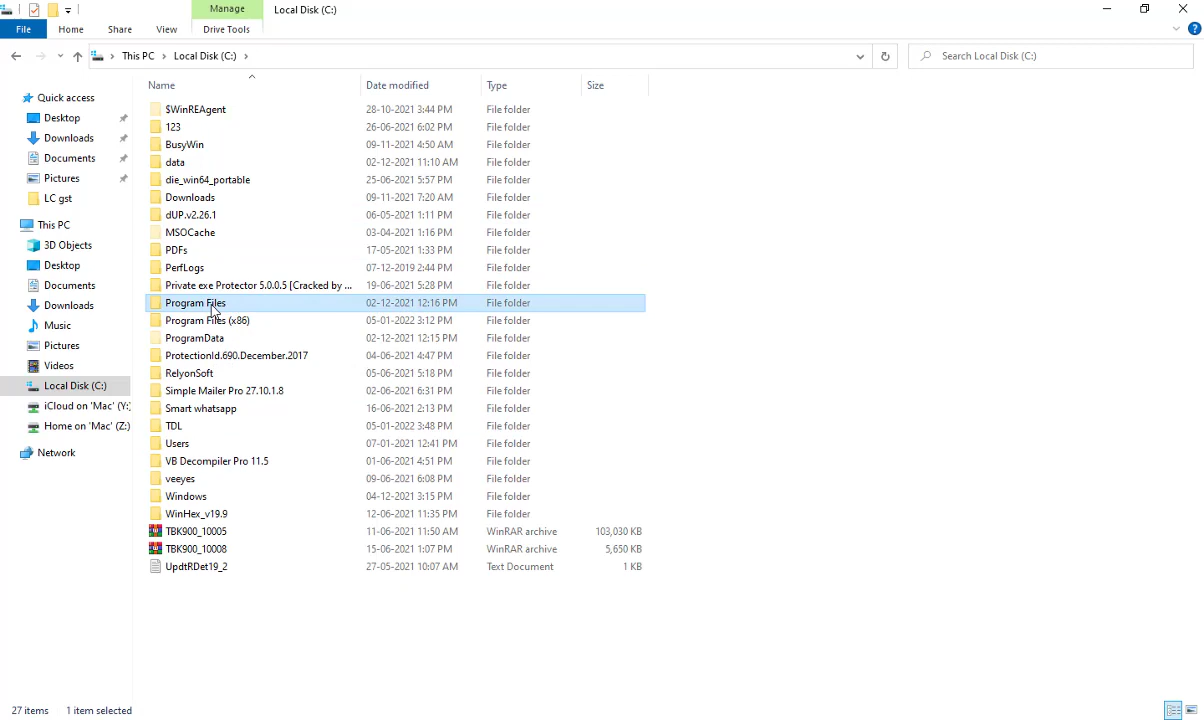 Manage
Local Disk (C:)
File
Home
Share
View
Drive Tools
This PC
Local Disk (C:)
Search Local Disk (C:)
Name
Date modified
Type
Size
Quick access
Desktop
Downloads
Documents
Pictures
LC gst
This PC
3D Objects
Desktop
Documents
Downloads
Music
Pictures
Videos
Local Disk (C:)
iCloud on 'Mac' (Y:)
Home on 'Mac' (Z:)
Network
$WinREAgent 28-10-2021 3:44 PM File folder
123 26-06-2021 6:02 PM File folder
BusyWin 09-11-2021 4:50 AM File folder
data 02-12-2021 11:10 AM File folder
die_win64_portable 25-06-2021 5:57 PM File folder
Downloads 09-11-2021 7:20 AM File folder
dUP.v2.26.1 06-05-2021 1:11 PM File folder
MSOCache 03-04-2021 1:16 PM File folder
PDFs 17-05-2021 1:33 PM File folder
PerfLogs 07-12-2019 2:44 PM File folder
Private exe Protector 5.0.0.5 [Cracked by ... 19-06-2021 5:28 PM File folder
Program Files 02-12-2021 12:16 PM File folder
Program Files (x86) 05-01-2022 3:12 PM File folder
ProgramData 02-12-2021 12:15 PM File folder
ProtectionId.690.December.2017 04-06-2021 4:47 PM File folder
RelyonSoft 05-06-2021 5:18 PM File folder
Simple Mailer Pro 27.10.1.8 02-06-2021 6:31 PM File folder
Smart whatsapp 16-06-2021 2:13 PM File folder
TDL 05-01-2022 3:48 PM File folder
Users 07-01-2021 12:41 PM File folder
VB Decompiler Pro 11.5 01-06-2021 4:51 PM File folder
veeyes 09-06-2021 6:08 PM File folder
Windows 04-12-2021 3:15 PM File folder
WinHex_v19.9 12-06-2021 11:35 PM File folder
TBK900_10005 11-06-2021 11:50 AM WinRAR archive 103,030 KB
TBK900_10008 15-06-2021 1:07 PM WinRAR archive 5,650 KB
UpdtRDet19_2 27-05-2021 10:07 AM Text Document 1 KB
27 items 1 item selected